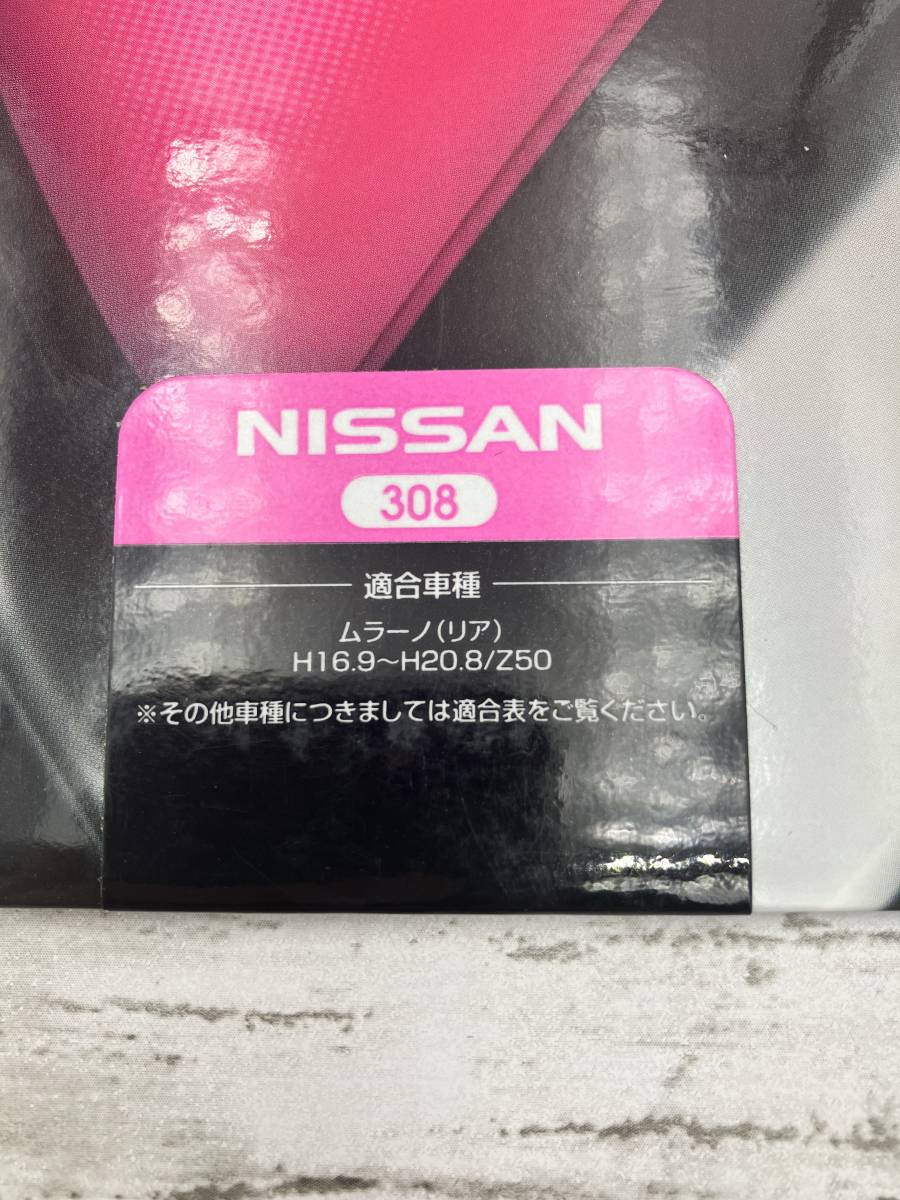 NISSAN
308
適合車種
ムラーノ(リア)
H16.9～H20.8/Z50
※その他車種につきましては適合表をご覧ください。